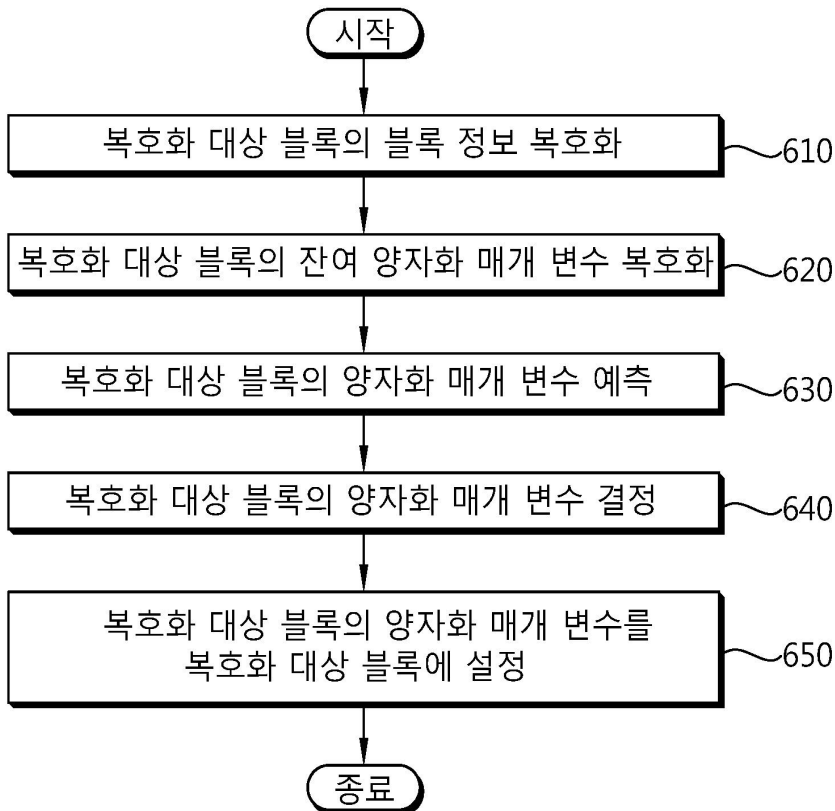 시작
복호화 대상 블록의 블록 정보 복호화
610
복호화 대상 블록의 잔여 양자화 매개 변수 복호화
620
복호화 대상 블록의 양자화 매개 변수 예측
630
복호화 대상 블록의 양자화 매개 변수 결정
640
복호화 대상 블록의 양자화 매개 변수를
복호화 대상 블록에 설정
650
종료